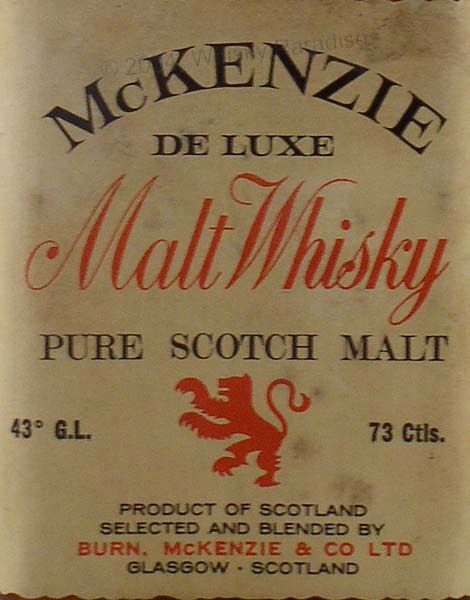 McKENZIE
DE LUXE
Malt Whisky
PURE SCOTCH MALT
43° G.L.
73 Ctls.
PRODUCT OF SCOTLAND
SELECTED AND BLENDED BY
BURN, McKENZIE & CO LTD
GLASGOW · SCOTLAND